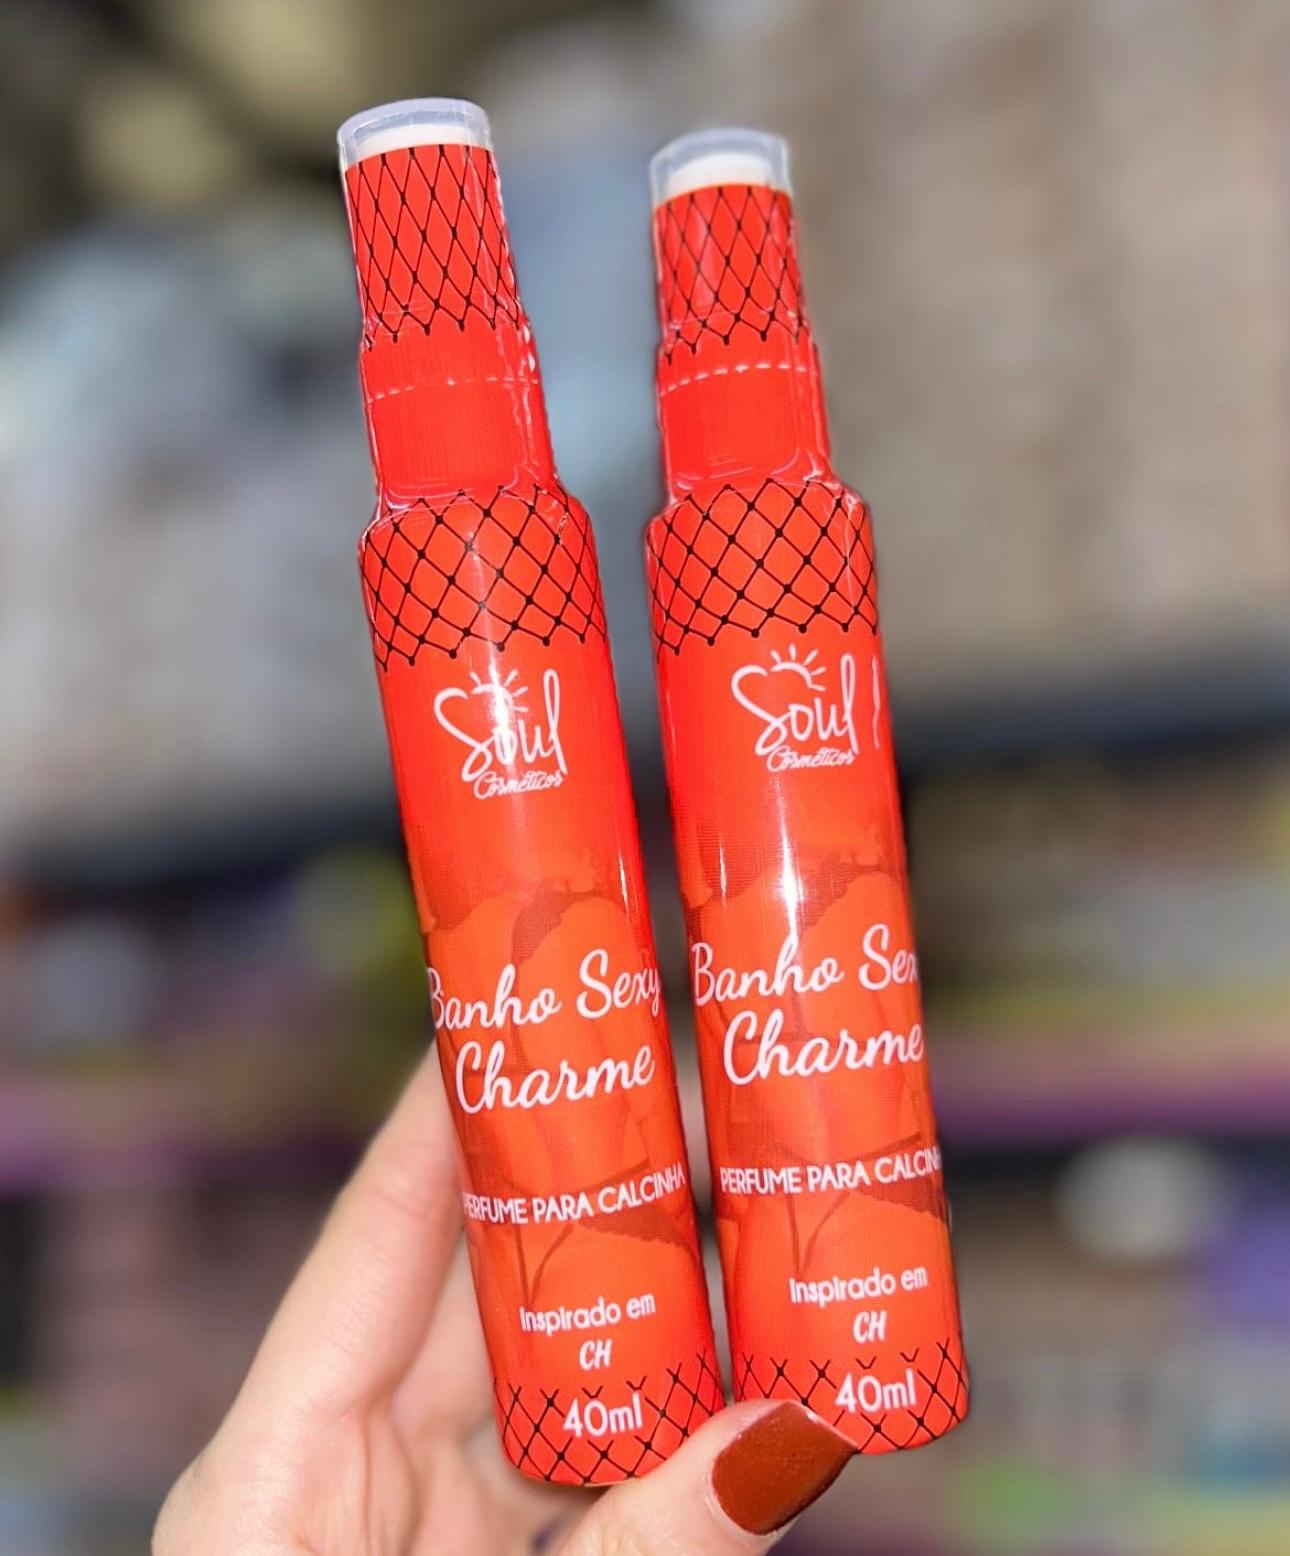 Soul
Cosméticos
Banho Sexy
Charme
PERFUME PARA CALCINHA
Inspirado em
CH
40ml
Soul
Cosméticos
Banho Sex
Charme
PERFUME PARA CALCIN
Inspirado em
CH
40ml